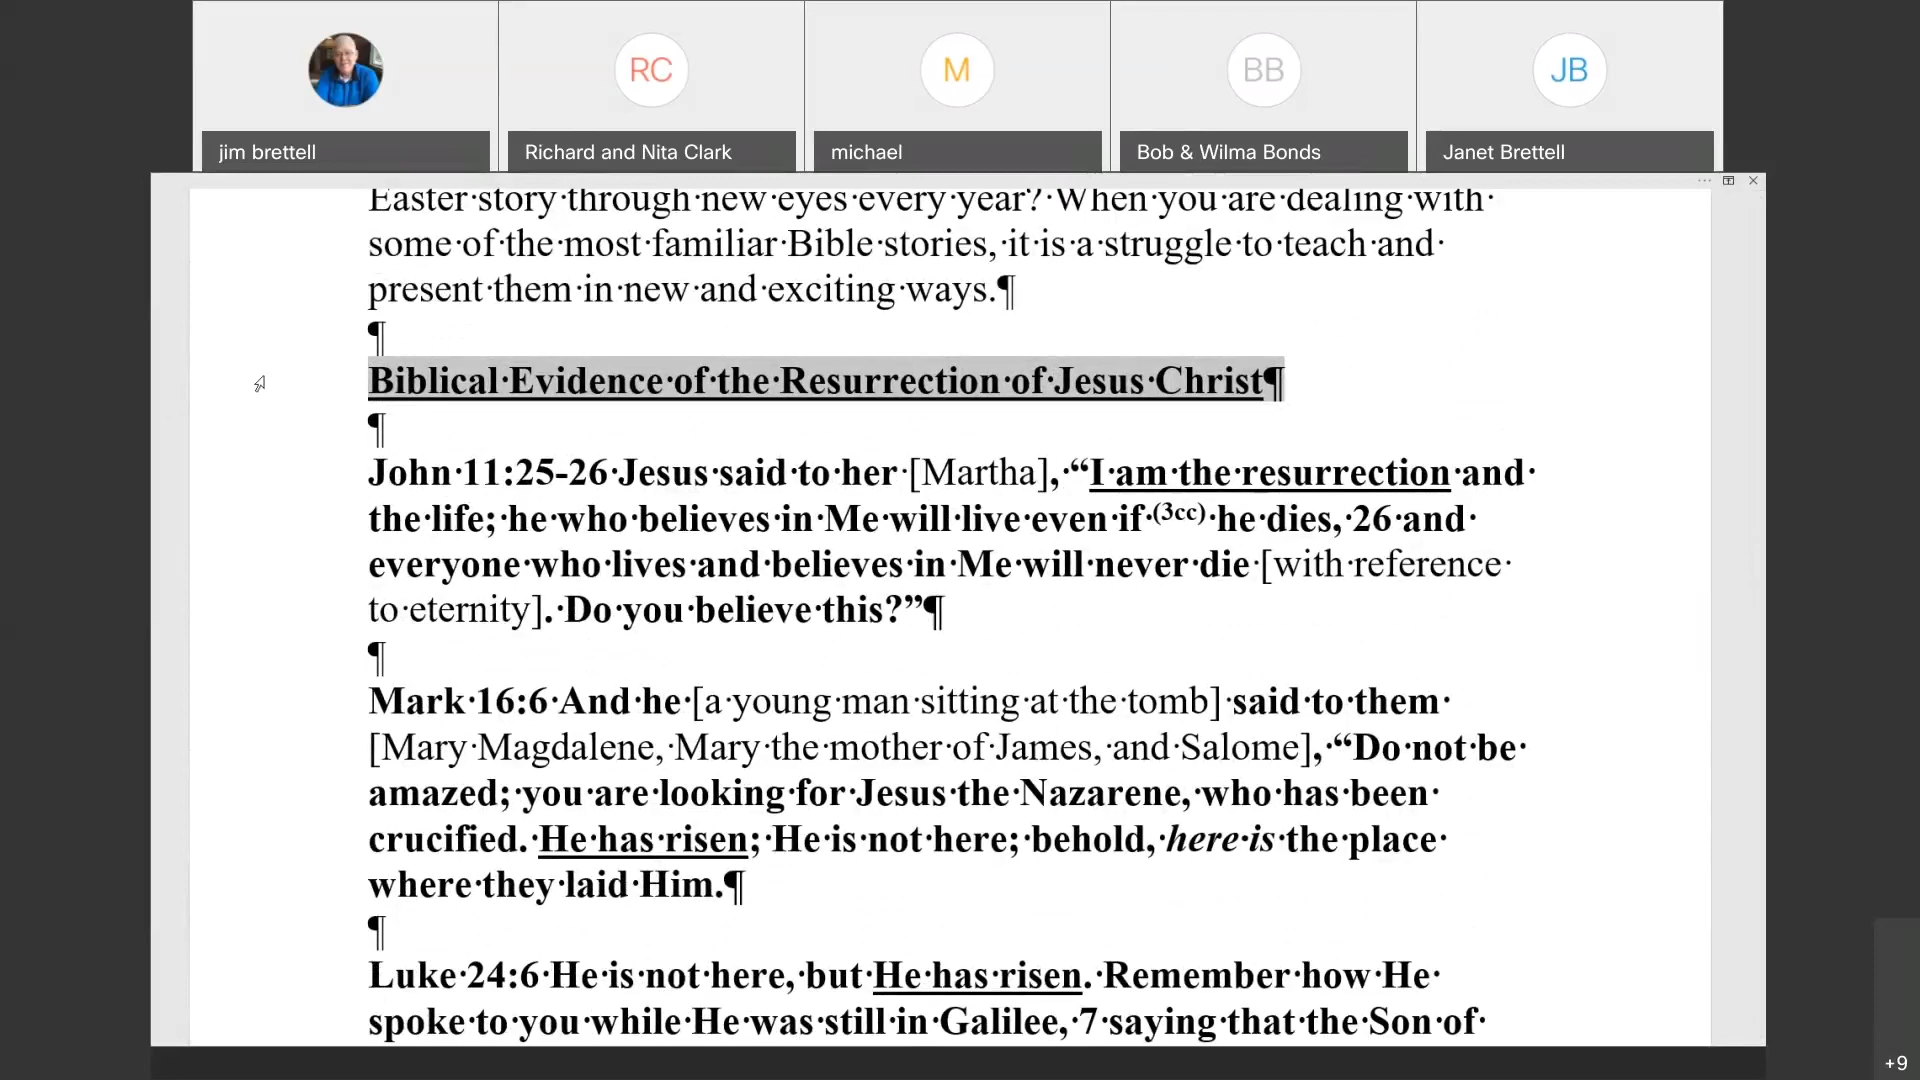 RC
M
BB
JB
jim brettell
Richard and Nita Clark
michael
Bob & Wilma Bonds
Janet Brettell
Easter·story·through·new·eyes·every·year?·When·you·are·dealing·with·
some·of·the·most·familiar·Bible·stories,·it·is·a·struggle·to·teach·and·
present·them·in·new·and·exciting·ways.¶
¶
Biblical·Evidence·of·the·Resurrection·of·Jesus·Christ¶
¶
John·11:25-26·Jesus·said·to·her·[Martha],·“I·am·the·resurrection·and·
the·life;·he·who·believes·in·Me·will·live·even·if·(3cc)·he·dies,·26·and·
everyone·who·lives·and·believes·in·Me·will·never·die·[with·reference·
to·eternity].·Do·you·believe·this?”¶
¶
Mark·16:6·And·he·[a·young·man·sitting·at·the·tomb]·said·to·them·
[Mary·Magdalene,·Mary·the·mother·of·James,·and·Salome],·“Do·not·be·
amazed;·you·are·looking·for·Jesus·the·Nazarene,·who·has·been·
crucified.·He·has·risen;·He·is·not·here;·behold,·here·is·the·place·
where·they·laid·Him.¶
¶
Luke·24:6·He·is·not·here,·but·He·has·risen.·Remember·how·He·
spoke·to·you·while·He·was·still·in·Galilee,·7·saying·that·the·Son·of·
+9